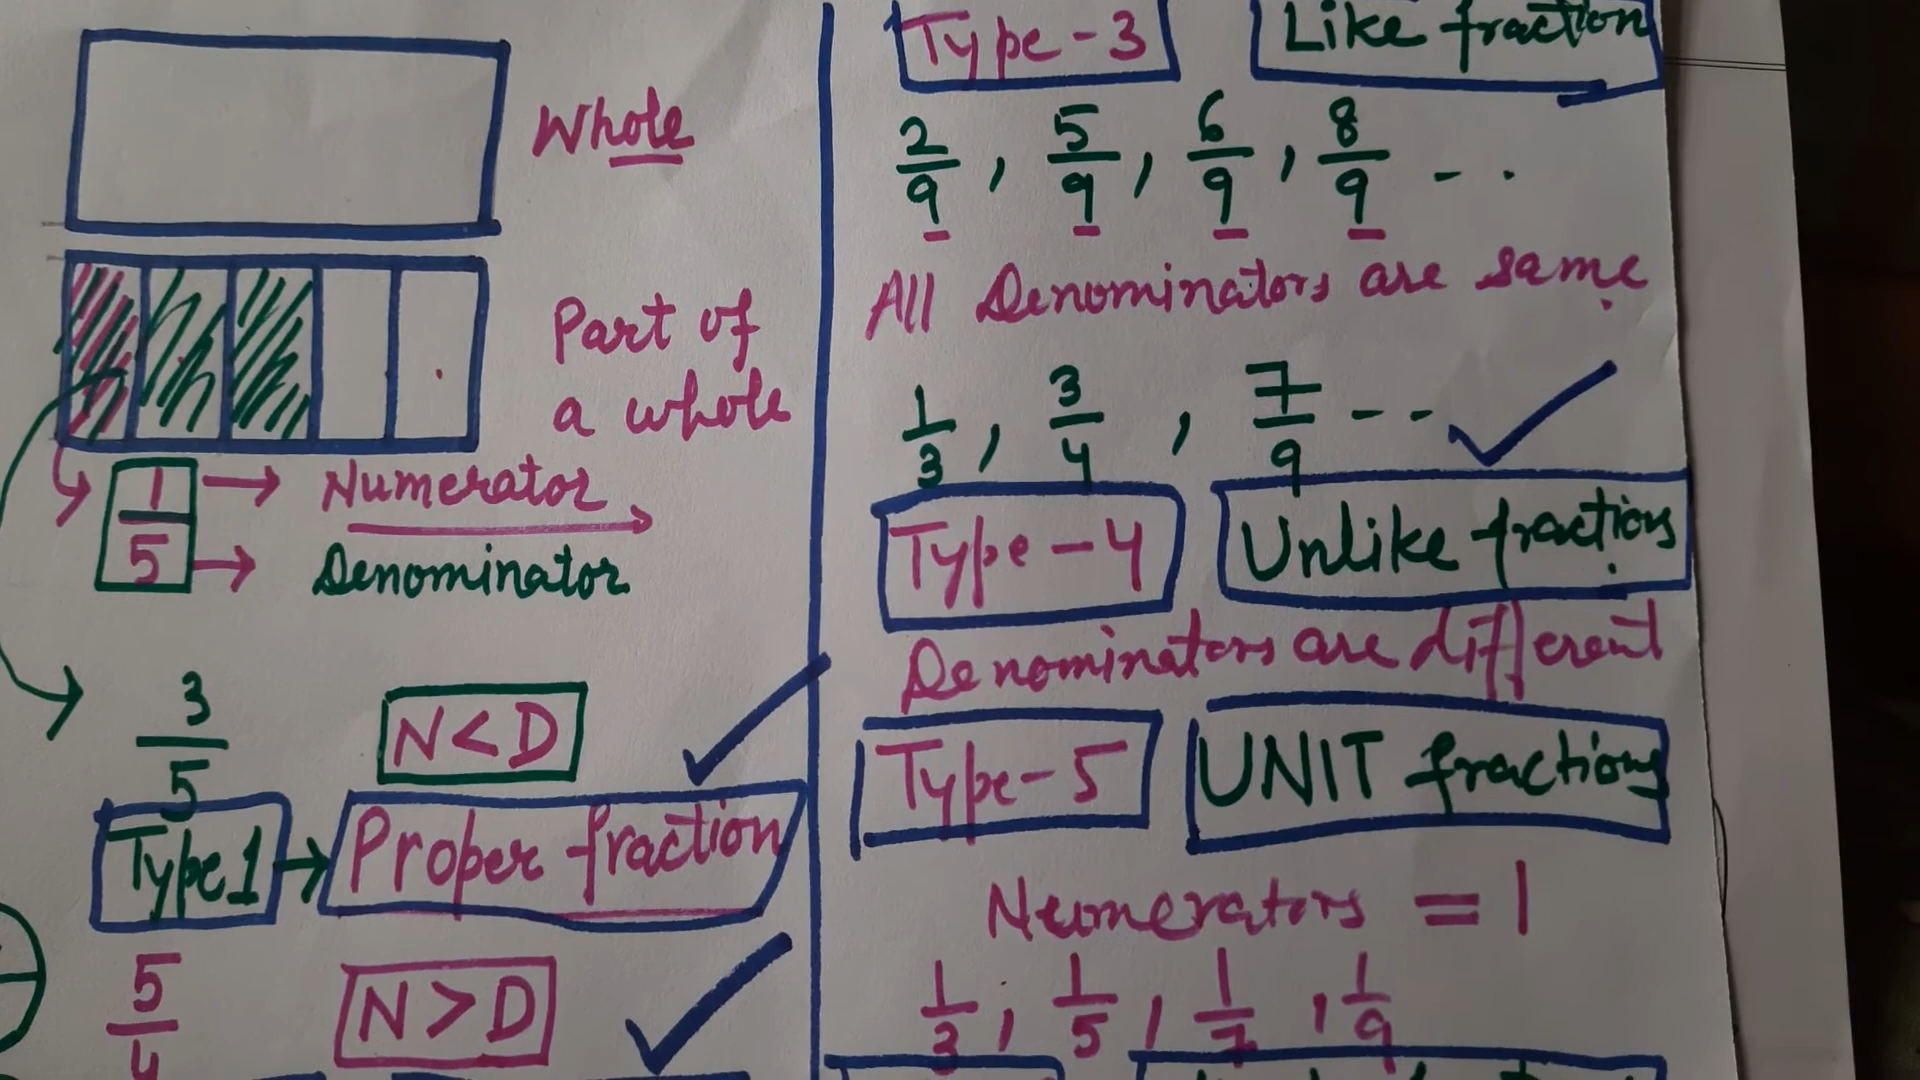 Whole
Part of
a whole
1/5 → Numerator
→ Denominator
3/5 N<D
Type 1 → Proper fraction
5/4 N>D
Type-3 Like fraction
2/9, 5/9, 6/9, 8/9 - .
All Denominators are same
1/3, 3/4, 7/9 - -
Type-4 Unlike fractions
Denominators are different
Type-5 UNIT fractions
Neumerators = 1
1/3, 1/5, 1/7, 1/9